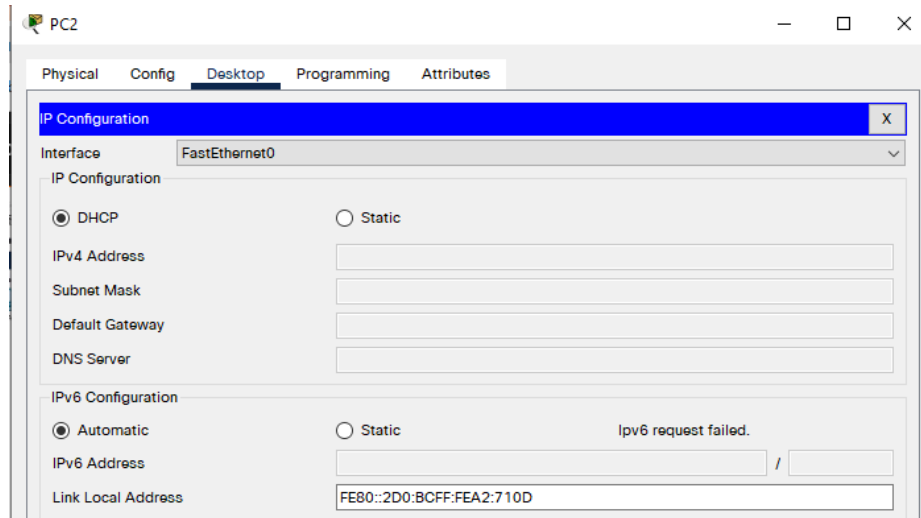 PC2
Physical Config Desktop Programming Attributes
IP Configuration X
Interface FastEthernet0
IP Configuration
DHCP Static
IPv4 Address
Subnet Mask
Default Gateway
DNS Server
IPv6 Configuration
Automatic Static Ipv6 request failed.
IPv6 Address /
Link Local Address FE80::2D0:BCFF:FEA2:710D